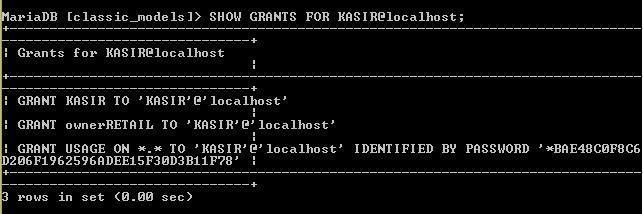 MariaDB [classic_models]> SHOW GRANTS FOR KASIR@localhost;
+------------------------------------------------------------------------------
-------------------------------+
| Grants for KASIR@localhost
                               |
+------------------------------------------------------------------------------
-------------------------------+
| GRANT KASIR TO 'KASIR'@'localhost'
                               |
| GRANT ownerRETAIL TO 'KASIR'@'localhost'
                               |
| GRANT USAGE ON *.* TO 'KASIR'@'localhost' IDENTIFIED BY PASSWORD '*BAE48C0F8C6
D206F1962596ADEE15F30D3B11F78' |
+------------------------------------------------------------------------------
-------------------------------+
3 rows in set (0.00 sec)